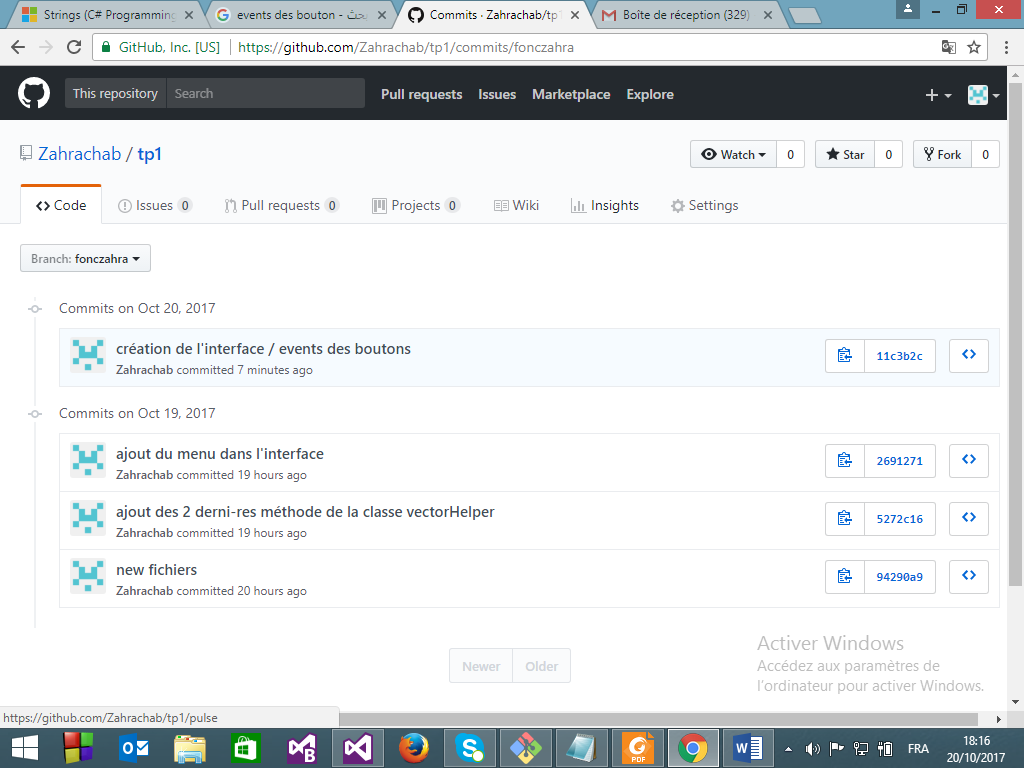 Strings (C# Programming
events des bouton - بحث
Commits · Zahrachab/tp1
Boîte de réception (329)
GitHub, Inc. [US]
https://github.com/Zahrachab/tp1/commits/fonczahra
This repository
Search
Pull requests
Issues
Marketplace
Explore
Zahrachab / tp1
Watch
0
Star
0
Fork
0
Code
Issues 0
Pull requests 0
Projects 0
Wiki
Insights
Settings
Branch: fonczahra
Commits on Oct 20, 2017
création de l'interface / events des boutons
Zahrachab committed 7 minutes ago
11c3b2c
Commits on Oct 19, 2017
ajout du menu dans l'interface
Zahrachab committed 19 hours ago
2691271
ajout des 2 derni-res méthode de la classe vectorHelper
Zahrachab committed 19 hours ago
5272c16
new fichiers
Zahrachab committed 20 hours ago
94290a9
Newer
Older
Activer Windows
Accédez aux paramètres de
l'ordinateur pour activer Windows.
https://github.com/Zahrachab/tp1/pulse
FRA
18:16
20/10/2017